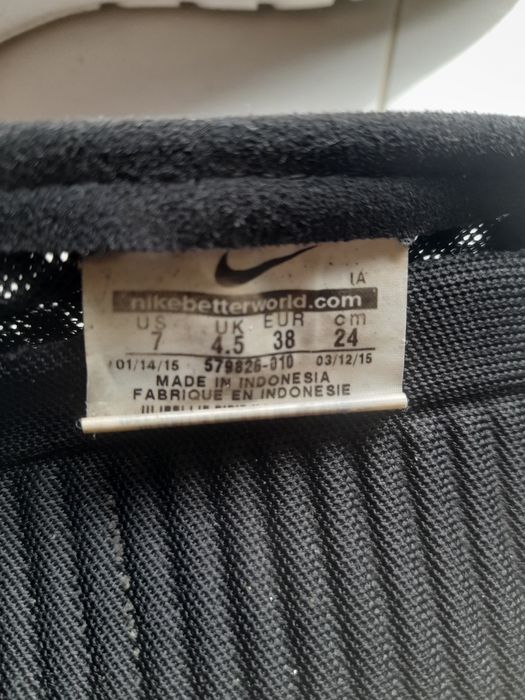 IA
nikebetterworld.com
US UK EUR cm
7 4.5 38 24
01/14/15 579826-010 03/12/15
MADE IN INDONESIA
FABRIQUE EN INDONESIE